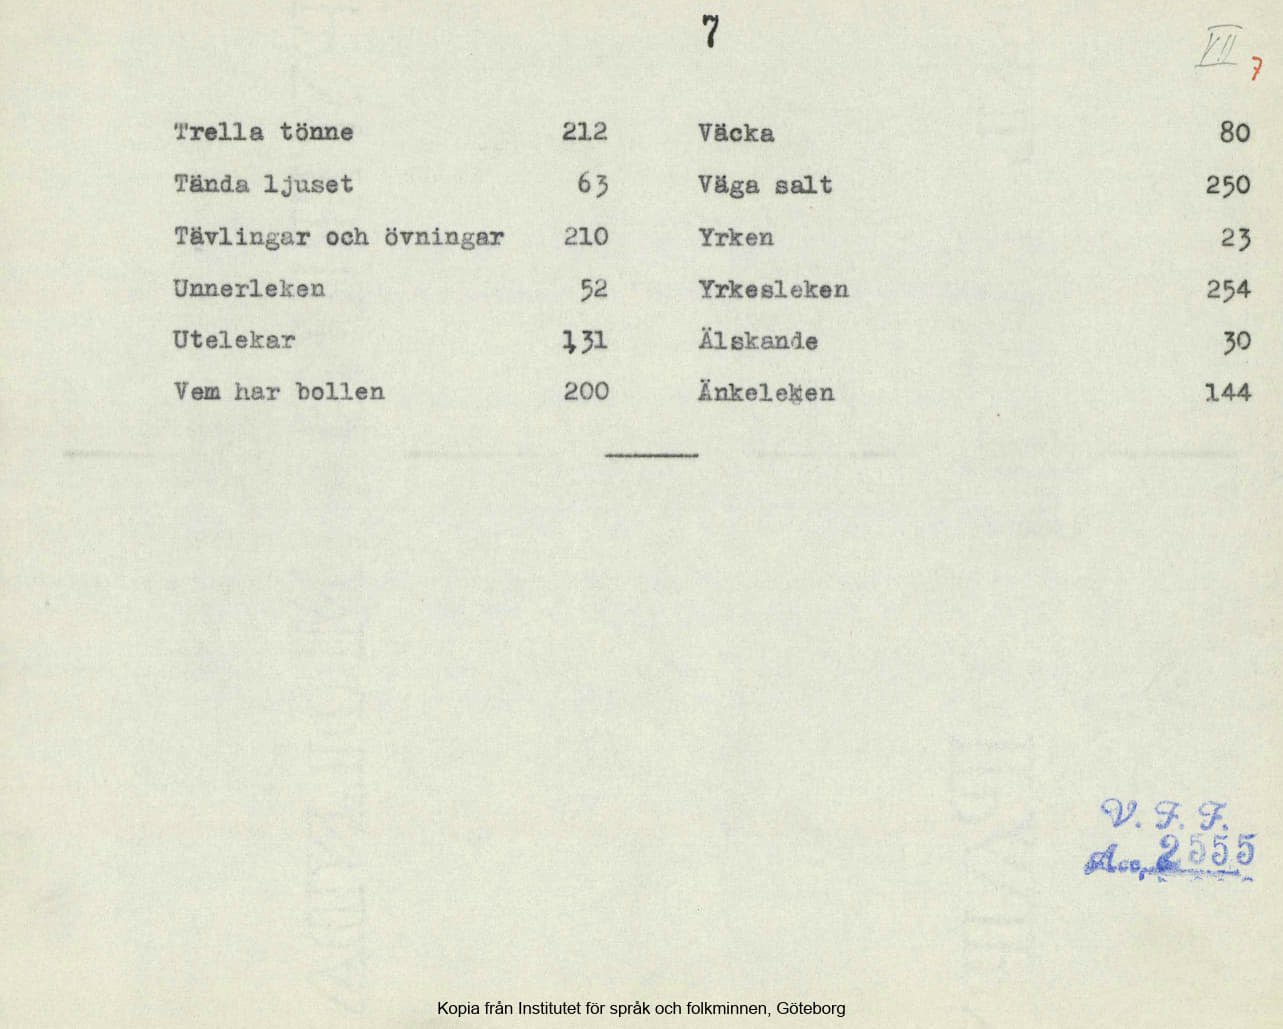 7
VII 7
Trella tönne 212
Tända ljuset 63
Tävlingar och övningar 210
Unnerleken 52
Utelekar 131
Vem har bollen 200
Väcka 80
Väga salt 250
Yrken 23
Yrkesleken 254
Älskande 30
Änkeleken 144
V. F. F.
Acc. 2555
Kopia från Institutet för språk och folkminnen, Göteborg